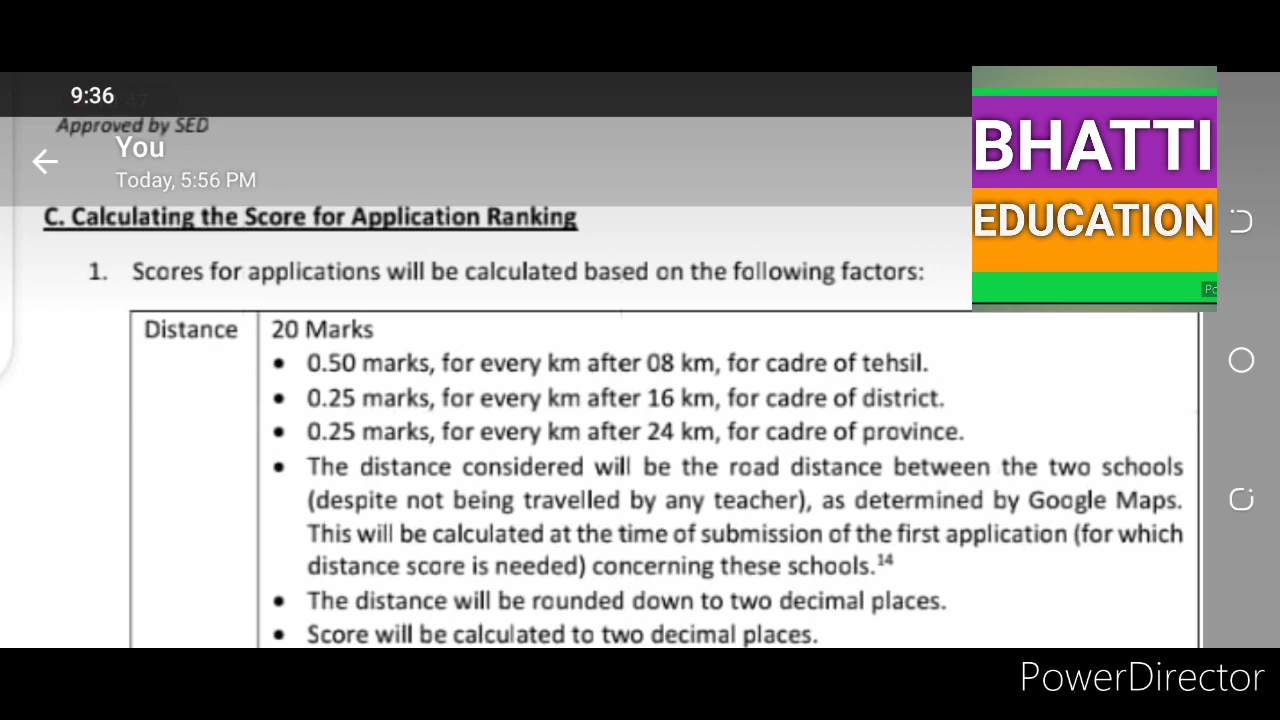 9:36
Approved by SED
You
Today, 5:56 PM
BHATTI
EDUCATION
C. Calculating the Score for Application Ranking
1. Scores for applications will be calculated based on the following factors:
Distance
20 Marks
• 0.50 marks, for every km after 08 km, for cadre of tehsil.
• 0.25 marks, for every km after 16 km, for cadre of district.
• 0.25 marks, for every km after 24 km, for cadre of province.
• The distance considered will be the road distance between the two schools
(despite not being travelled by any teacher), as determined by Google Maps.
This will be calculated at the time of submission of the first application (for which
distance score is needed) concerning these schools.¹⁴
• The distance will be rounded down to two decimal places.
• Score will be calculated to two decimal places.
PowerDirector